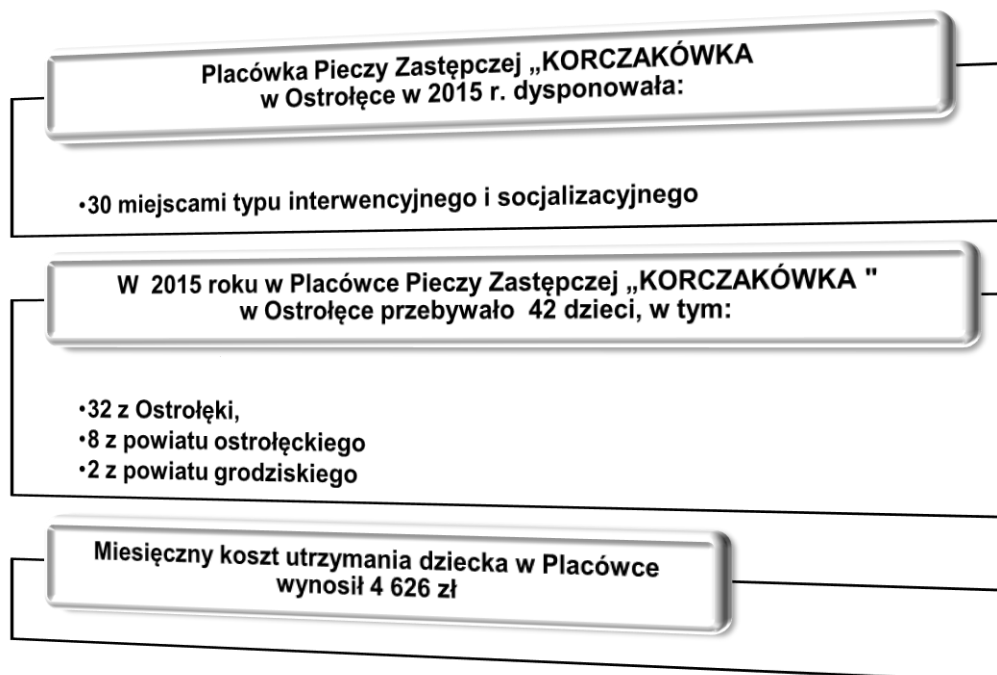 Placówka Pieczy Zastępczej „KORCZAKÓWKA
w Ostrołęce w 2015 r. dysponowała:
•30 miejscami typu interwencyjnego i socjalizacyjnego
W 2015 roku w Placówce Pieczy Zastępczej „KORCZAKÓWKA "
w Ostrołęce przebywało 42 dzieci, w tym:
•32 z Ostrołęki,
•8 z powiatu ostrołęckiego
•2 z powiatu grodziskiego
Miesięczny koszt utrzymania dziecka w Placówce
wynosił 4 626 zł